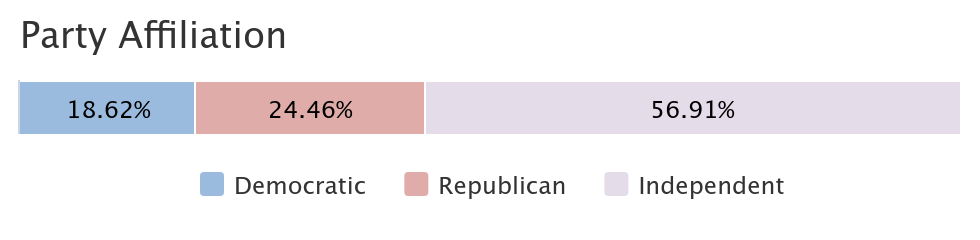 Party Affiliation
18.62% 24.46% 56.91%
Democratic Republican Independent